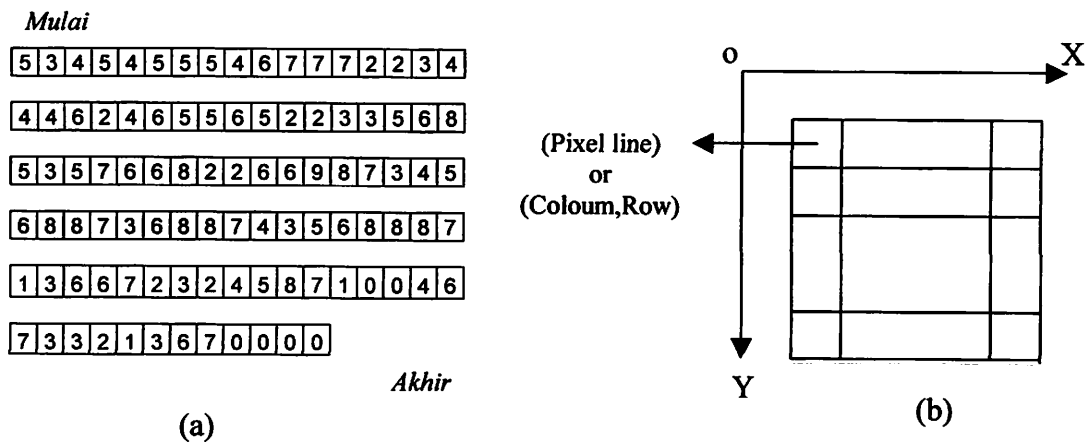 Mulai
5 3 4 5 4 5 5 5 4 6 7 7 7 2 2 3 4
4 4 6 2 4 6 5 5 6 5 2 2 3 3 5 6 8
5 3 5 7 6 6 8 2 2 6 6 9 8 7 3 4 5
6 8 8 7 3 6 8 8 7 4 3 5 6 8 8 8 7
1 3 6 6 7 2 3 2 4 5 8 7 1 0 0 4 6
7 3 3 2 1 3 6 7 0 0 0 0
Akhir
(a)
o
X
(Pixel line)
or
(Coloum,Row)
Y
(b)